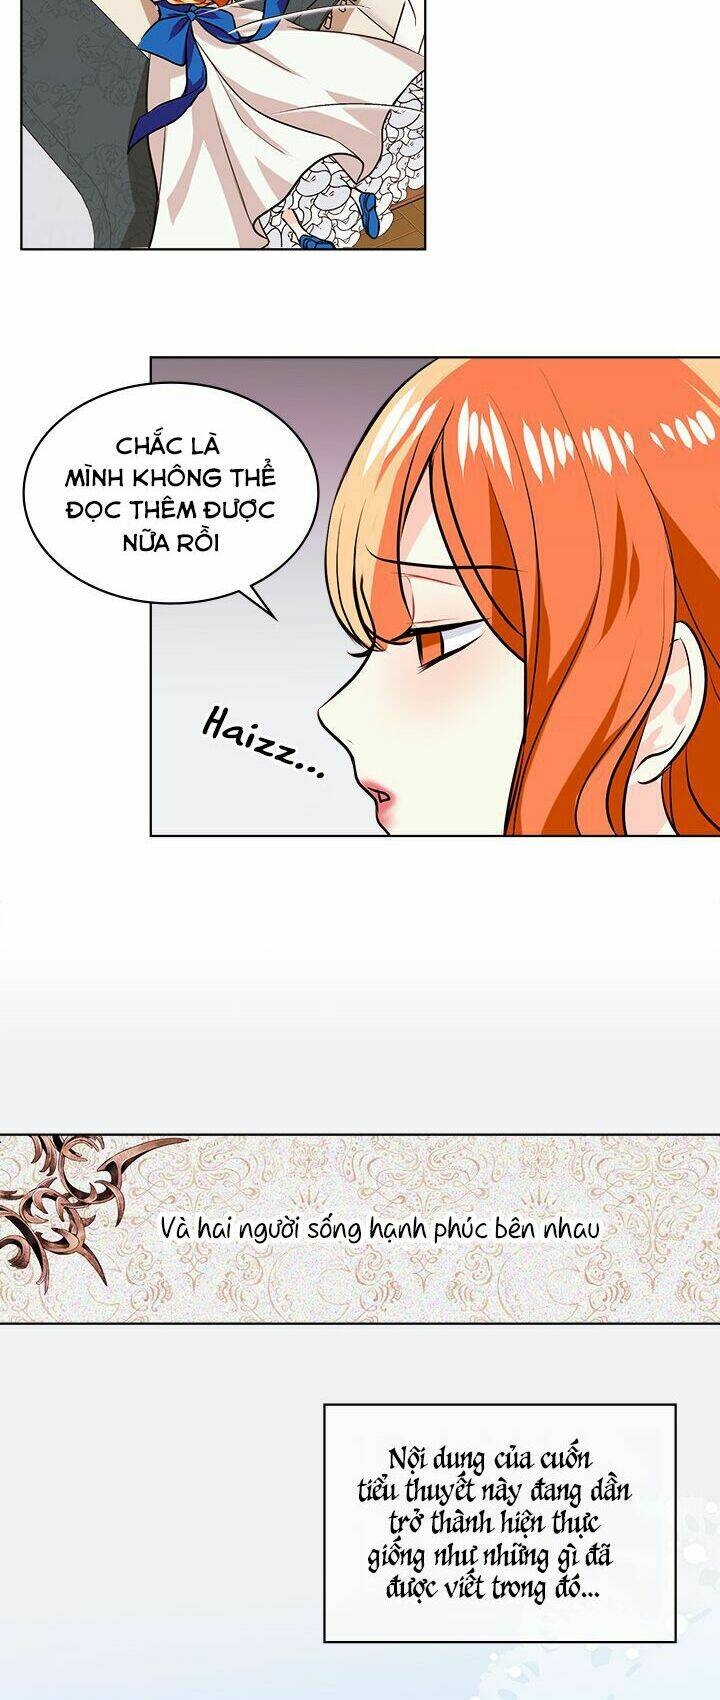 CHẮC LÀ
MÌNH KHÔNG THỂ
ĐỌC THÊM ĐƯỢC
NỮA RỒI
Haizz...
Và hai người sống hạnh phúc bên nhau
Nội dung của cuốn
tiểu thuyết này đang dần
trở thành hiện thực
giống như những gì đã
được viết trong đó...